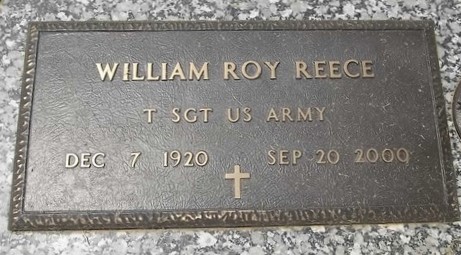 WILLIAM ROY REECE
T SGT US ARMY
DEC 7 1920 SEP 20 2000